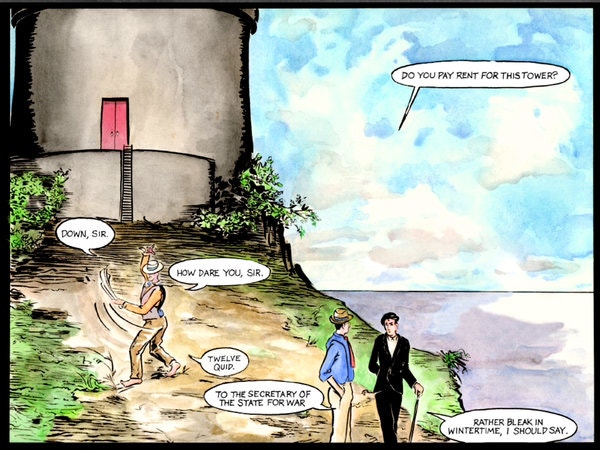 DO YOU PAY RENT FOR THIS TOWER?
DOWN, SIR.
HOW DARE YOU, SIR.
TWELVE
QUID.
TO THE SECRETARY OF
THE STATE FOR WAR
RATHER BLEAK IN
WINTERTIME, I SHOULD SAY.